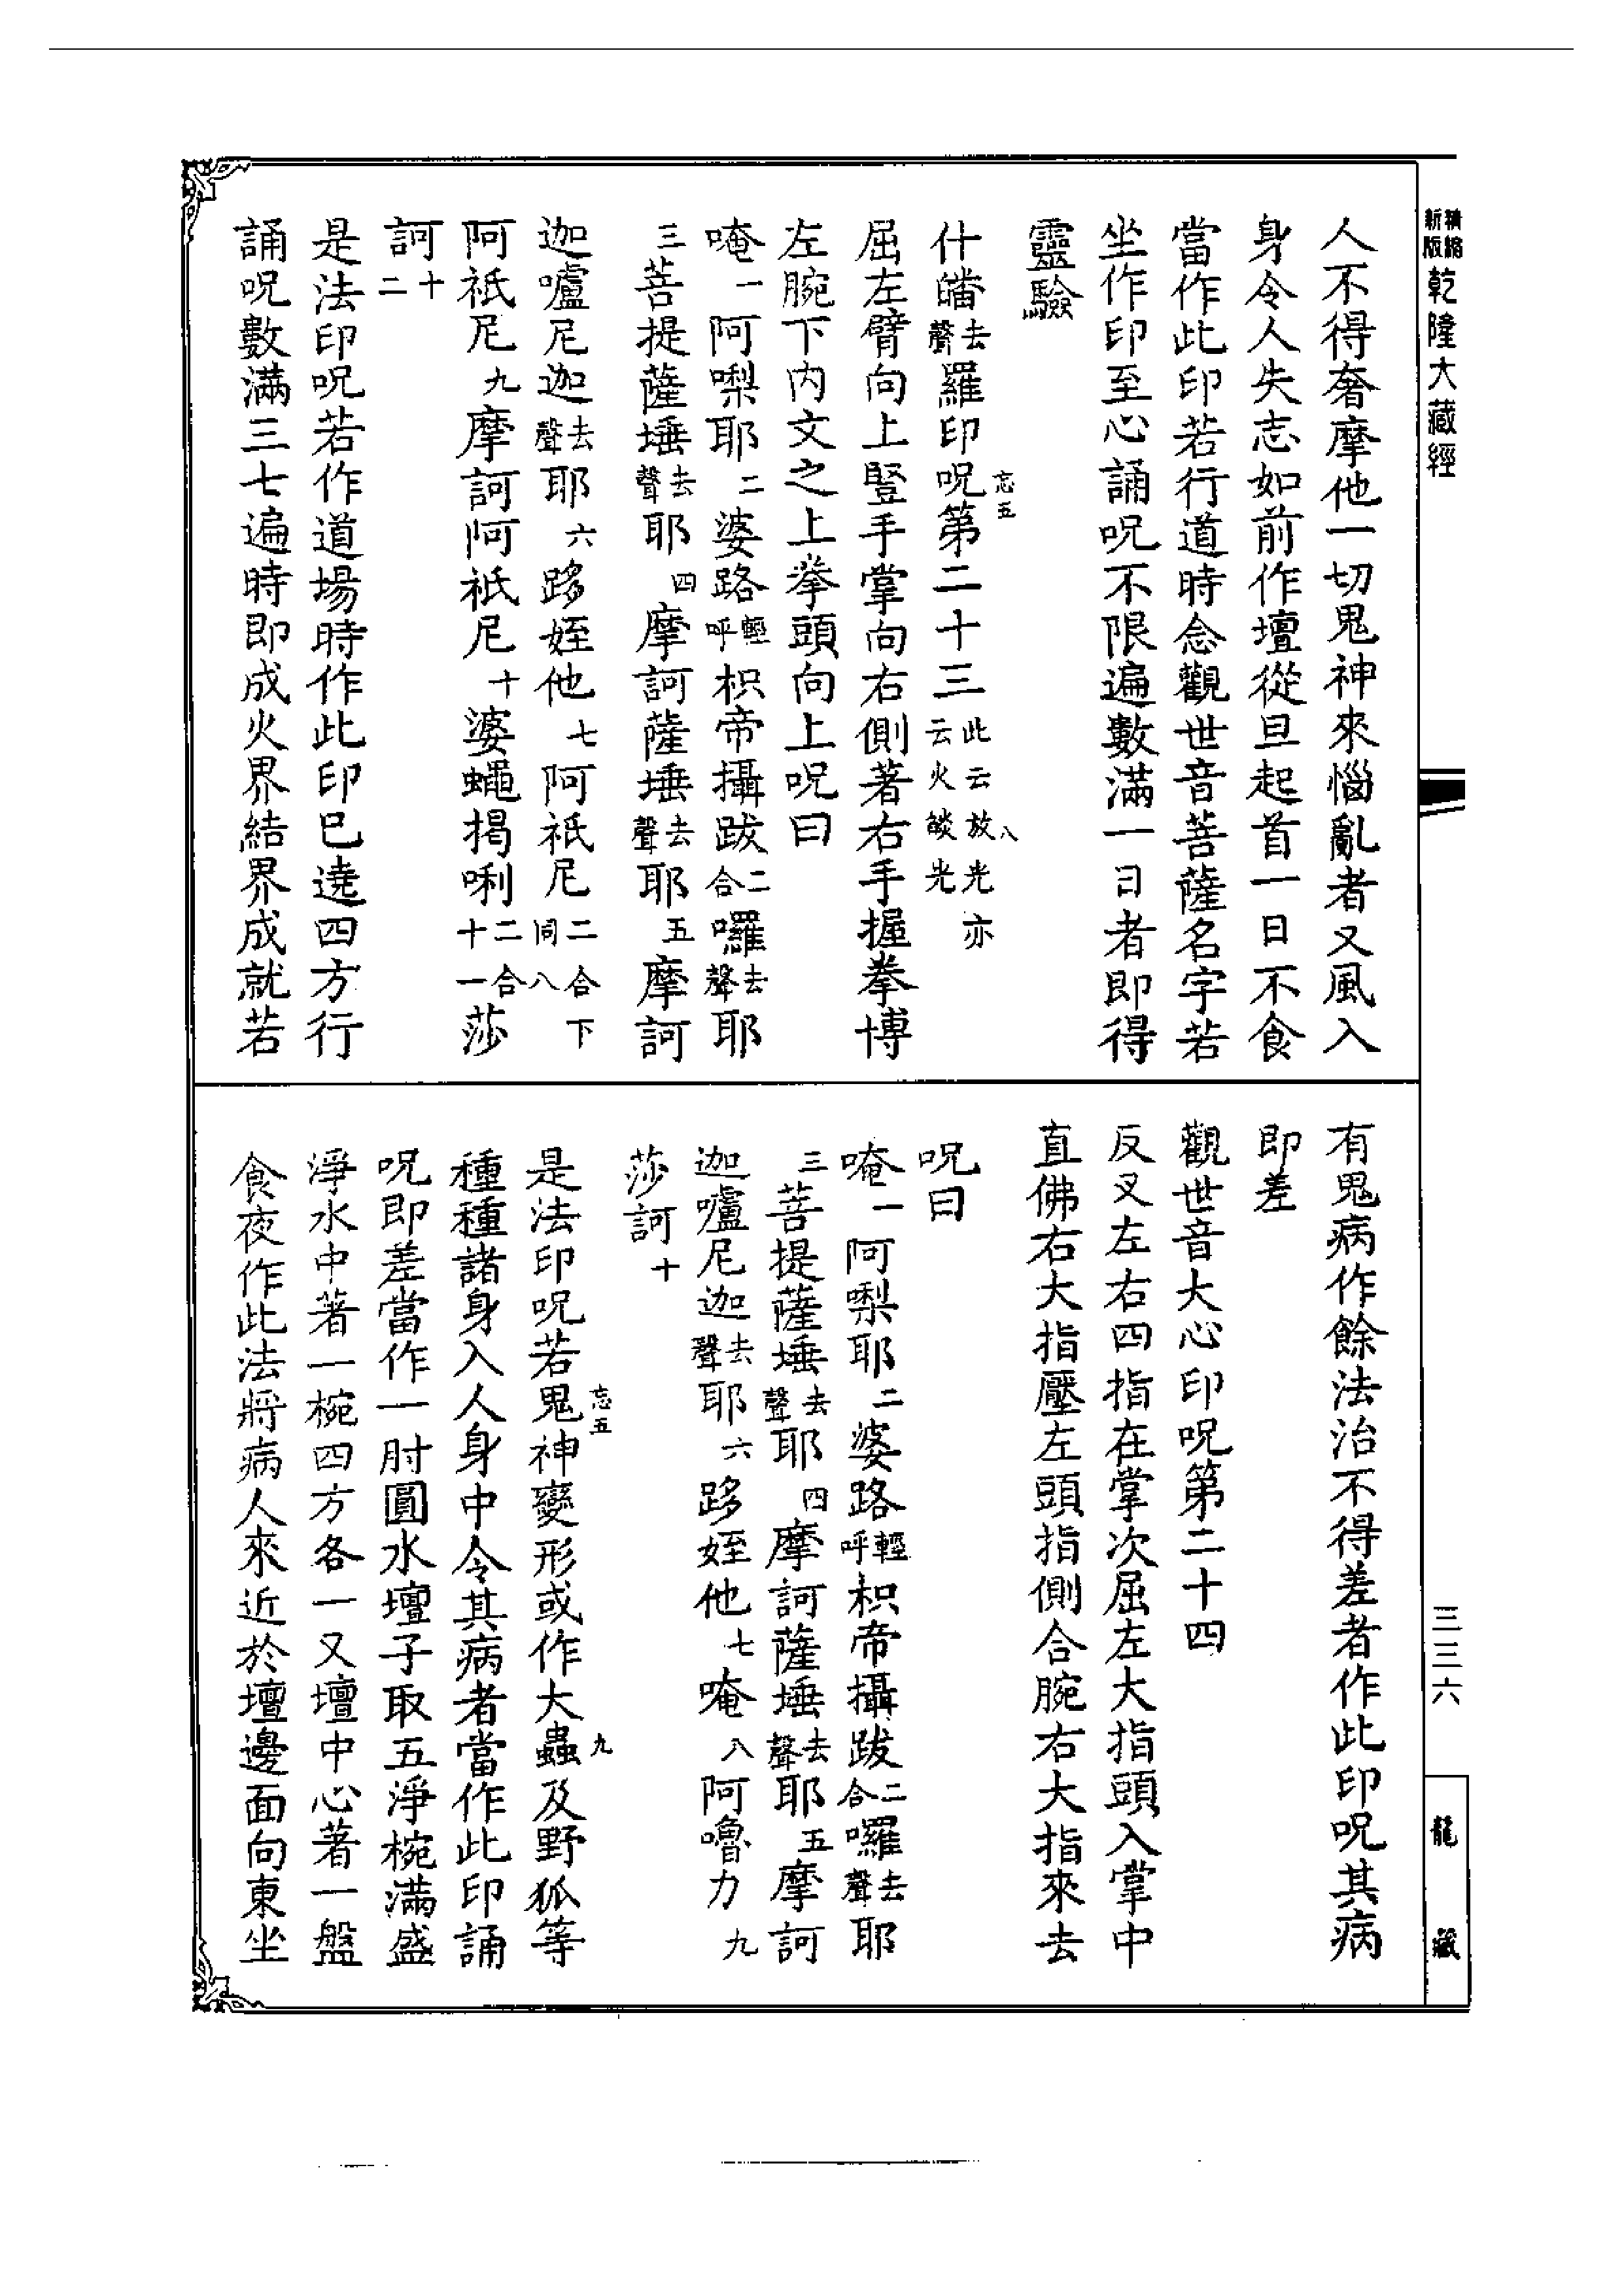 精縮新版乾隆大藏經
三三六
龍藏
人不得奢摩他一切鬼神來惱亂者又風入
身令人失志如前作壇從旦起首一日不食
當作此印若行道時念觀世音菩薩名字若
坐作印至心誦呪不限遍數滿一日者即得
靈驗
忘五 八
什皤去聲羅印呪第二十三此云放光亦云火燄光
屈左臂向上豎手掌向右側著右手握拳博
左腕下內文之上拳頭向上呪曰
唵一阿㗚耶二婆路輕呼枳帝攝跋二合囉去聲耶
三菩提薩埵去聲耶四摩訶薩埵去聲耶五摩訶
迦嚧尼迦去聲耶六跢姪他七阿祇尼二合下同八
阿祇尼九摩訶阿祇尼十婆蠅揭唎二合十一莎
訶十二
是法印呪若作道場時作此印已遶四方行
誦呪數滿三七遍時即成火界結界成就若
有鬼病作餘法治不得差者作此印呪其病
即差
觀世音大心印呪第二十四
反叉左右四指在掌次屈左大指頭入掌中
直佛右大指壓左頭指側合腕右大指來去
呪曰
唵一阿㗚耶二婆路輕呼枳帝攝跋二合囉去聲耶
三菩提薩埵去聲耶四摩訶薩埵去聲耶五摩訶
迦嚧尼迦去聲耶六跢姪他七唵八阿嚕力九
莎訶十
忘五 九
是法印呪若鬼神變形或作大蟲及野狐等
種種諸身入人身中令其病者當作此印誦
呪即差當作一肘圓水壇子取五淨椀滿盛
淨水中著一椀四方各一又壇中心著一盤
食夜作此法將病人來近於壇邊面向東坐